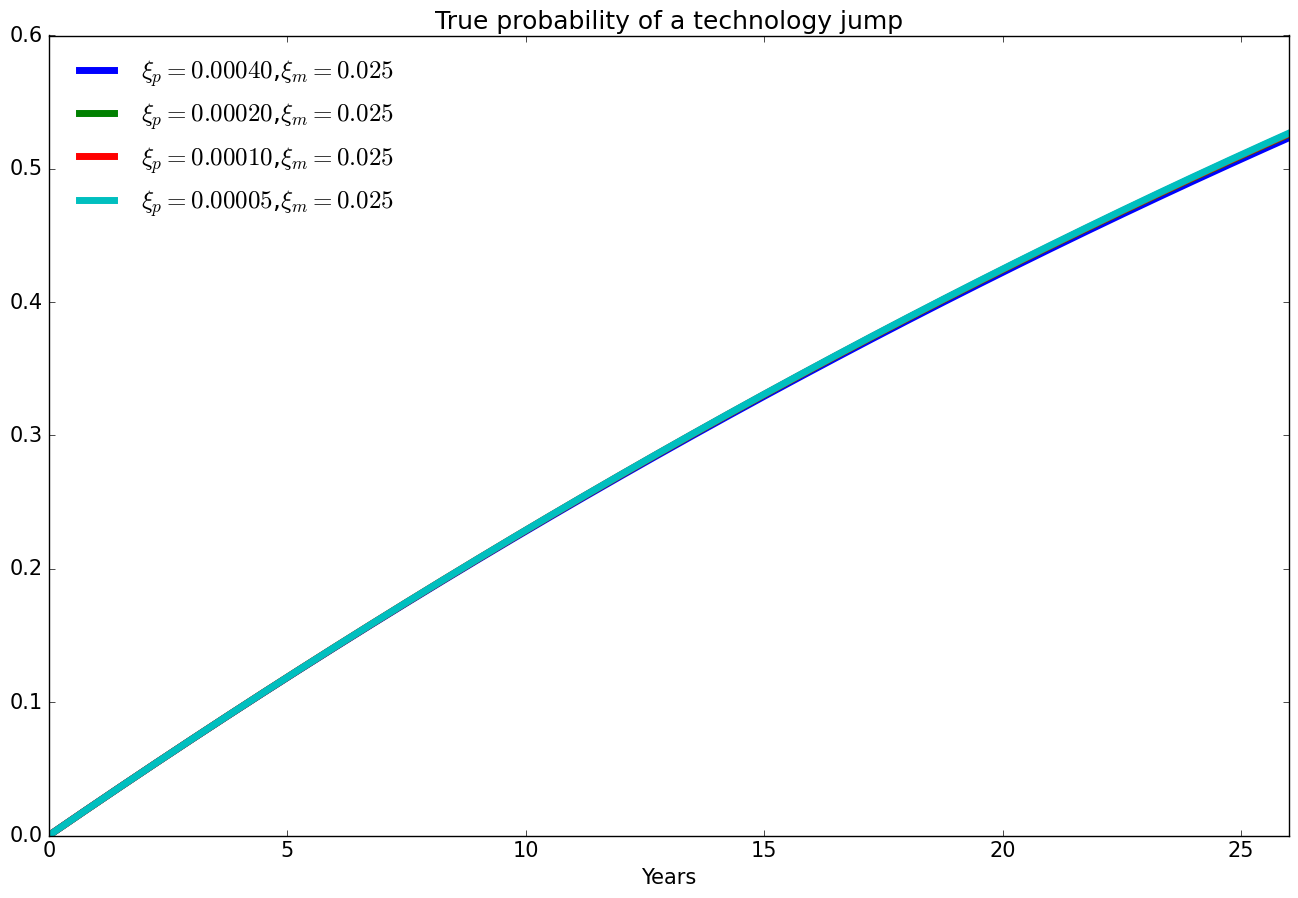 True probability of a technology jump
0.6
0.5
0.4
0.3
0.2
0.1
0.0
ξp = 0.00040,ξm = 0.025
ξp = 0.00020,ξm = 0.025
ξp = 0.00010,ξm = 0.025
ξp = 0.00005,ξm = 0.025
0 5 10 15 20 25
Years